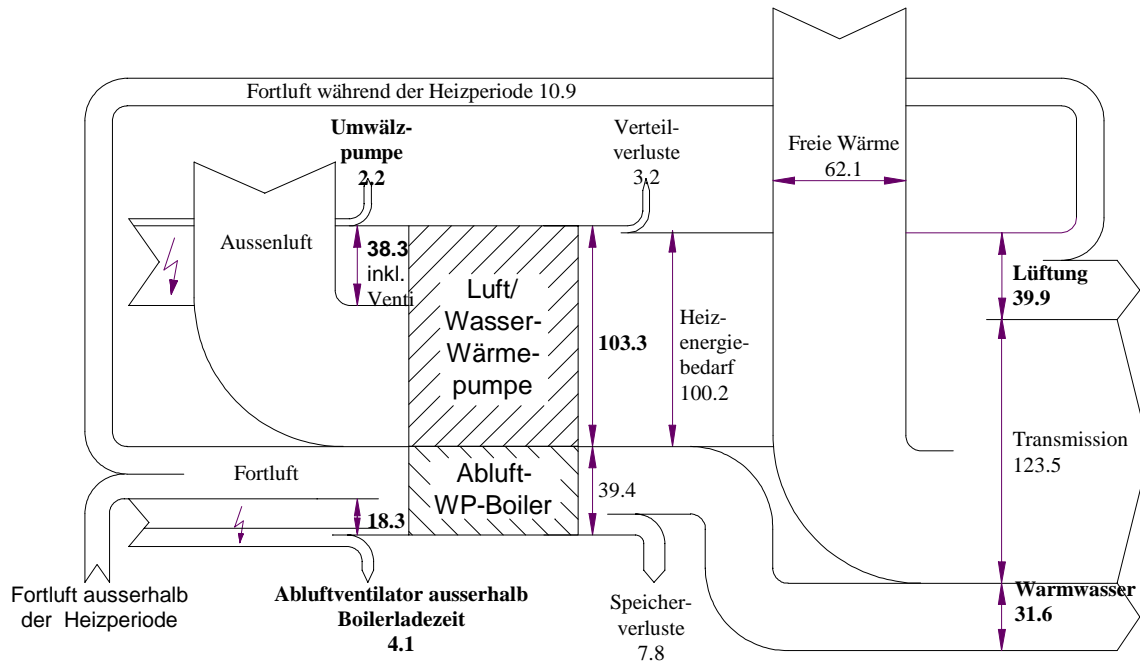 Fortluft während der Heizperiode 10.9
Umwälz-
pumpe
2.2
Verteil-
verluste
3.2
Freie Wärme
62.1
Aussenluft
38.3
inkl.
Venti
Luft/
Wasser-
Wärme-
pumpe
103.3
Heiz-
energie-
bedarf
100.2
Lüftung
39.9
Transmission
123.5
Fortluft
Abluft-
WP-Boiler
39.4
18.3
Fortluft ausserhalb
der Heizperiode
Abluftventilator ausserhalb
Boilerladezeit
4.1
Speicher-
verluste
7.8
Warmwasser
31.6